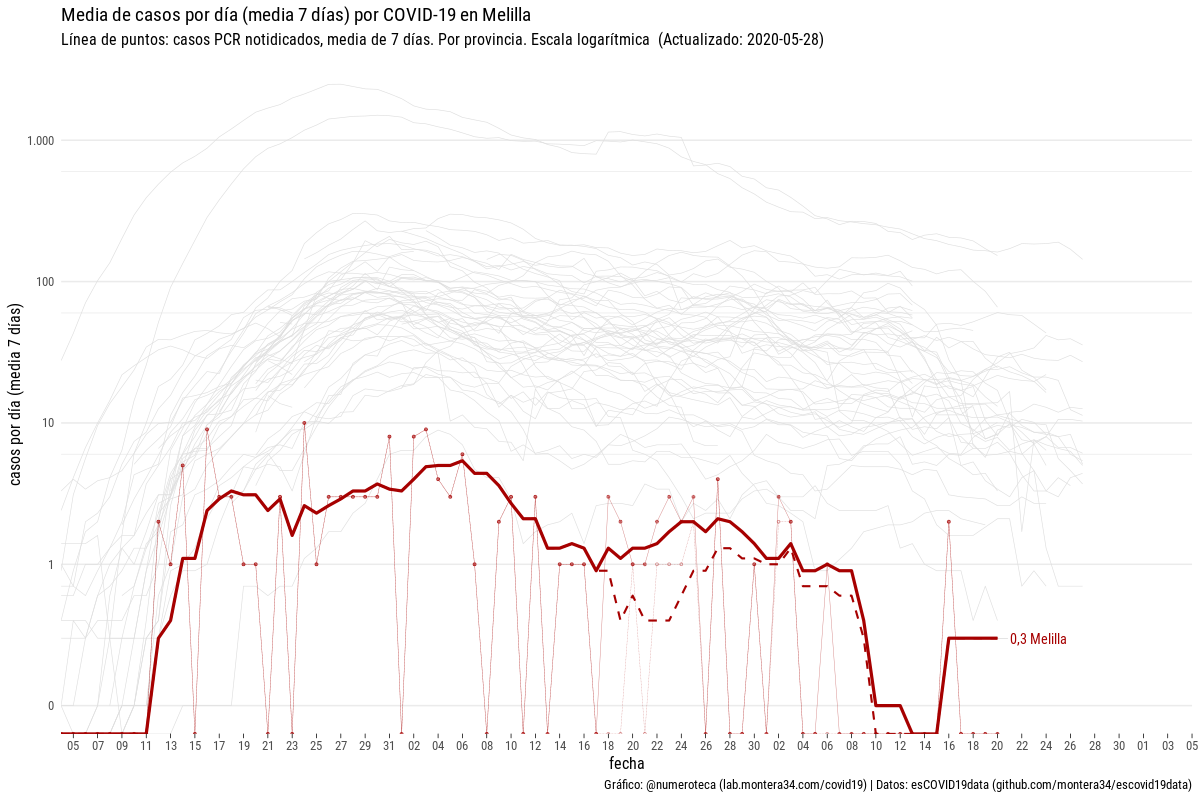 Media de casos por día (media 7 días) por COVID-19 en Melilla
Línea de puntos: casos PCR notidicados, media de 7 días. Por provincia. Escala logarítmica (Actualizado: 2020-05-28)
casos por día (media 7 días)
1.000
100
10
1
0
0,3 Melilla
05 07 09 11 13 15 17 19 21 23 25 27 29 31 02 04 06 08 10 12 14 16 18 20 22 24 26 28 30 02 04 06 08 10 12 14 16 18 20 22 24 26 28 30 01 03 05
fecha
Gráfico: @numeroteca (lab.montera34.com/covid19) | Datos: esCOVID19data (github.com/montera34/escovid19data)